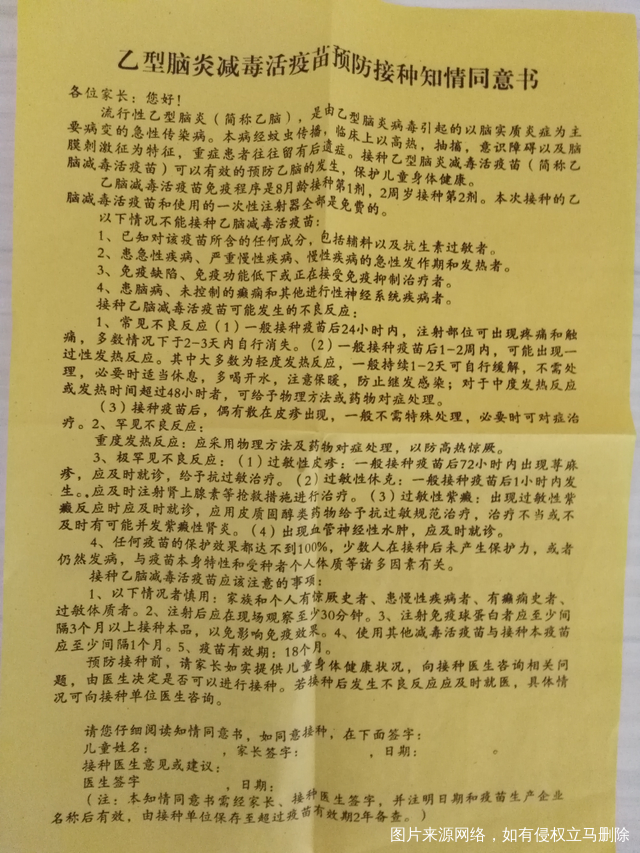 乙型脑炎减毒活疫苗预防接种知情同意书
各位家长：您好！
流行性乙型脑炎（简称乙脑），是由乙型脑炎病毒引起的以脑实质炎症为主
要病变的急性传染病。本病经蚊虫传播，临床上以高热，抽搐，意识障碍以及脑
膜刺激征为特征，重症患者往往留有后遗症。接种乙型脑炎减毒活疫苗（简称乙
脑减毒活疫苗）可以有效的预防乙脑的发生，保护儿童身体健康。
乙脑减毒活疫苗免疫程序是8月龄接种第1剂，2周岁接种第2剂。本次接种的乙
脑减毒活疫苗和使用的一次性注射器全部是免费的。
以下情况不能接种乙脑减毒活疫苗：
1、已知对该疫苗所含的任何成分，包括辅料以及抗生素过敏者。
2、患急性疾病、严重慢性疾病、慢性疾病的急性发作期和发热者。
3、免疫缺陷、免疫功能低下或正在接受免疫抑制治疗者。
4、患脑病、未控制的癫痫和其他进行性神经系统疾病者。
接种乙脑减毒活疫苗可能发生的不良反应：
1、常见不良反应（1）一般接种疫苗后24小时内，注射部位可出现疼痛和触
痛，多数情况下于2-3天内自行消失。（2）一般接种疫苗后1-2周内，可能出现一
过性发热反应。其中大多数为轻度发热反应，一般持续1-2天可自行缓解，不需处
理，必要时适当休息，多喝开水，注意保暖，防止继发感染；对于中度发热反应
或发热时间超过48小时者，可给予物理方法或药物对症处理。
（3）接种疫苗后，偶有散在皮疹出现，一般不需特殊处理，必要时可对症治
疗。2、罕见不良反应：
重度发热反应：应采用物理方法及药物对症处理，以防高热惊厥。
3、极罕见不良反应：（1）过敏性皮疹：一般接种疫苗后72小时内出现荨麻
疹，应及时就诊，给予抗过敏治疗。（2）过敏性休克：一般接种疫苗后1小时内发
生。应及时注射肾上腺素等抢救措施进行治疗。（3）过敏性紫癜：出现过敏性紫
癜反应时应及时就诊，应用皮质固醇类药物给予抗过敏规范治疗，治疗不当或不
及时有可能并发紫癜性肾炎。（4）出现血管神经性水肿，应及时就诊。
4、任何疫苗的保护效果都达不到100%，少数人在接种后未产生保护力，或者
仍然发病，与疫苗本身特性和受种者个人体质等诸多因素有关。
接种乙脑减毒活疫苗应该注意的事项：
1、以下情况者慎用：家族和个人有惊厥史者、患慢性疾病者、有癫痫史者、
过敏体质者。2、注射后应在现场观察至少30分钟。3、注射免疫球蛋白者应至少间
隔3个月以上接种本品，以免影响免疫效果。4、使用其他减毒活疫苗与接种本疫苗
应至少间隔1个月。5、疫苗有效期：18个月。
预防接种前，请家长如实提供儿童身体健康状况，向接种医生咨询相关问
题，由医生决定是否可以进行接种。若接种后发生不良反应应及时就医，具体情
况可向接种单位医生咨询。
请您仔细阅读知情同意书，如同意接种，在下面签字：
儿童姓名： ，家长签字： ，日期： 。
接种医生意见或建议：
医生签字 ，日期：
（注：本知情同意书需经家长、接种医生签字，并注明日期和疫苗生产企业
名称后有效，由接种单位保存至超过疫苗有效期2年备查。）
图片来源网络，如有侵权立马删除